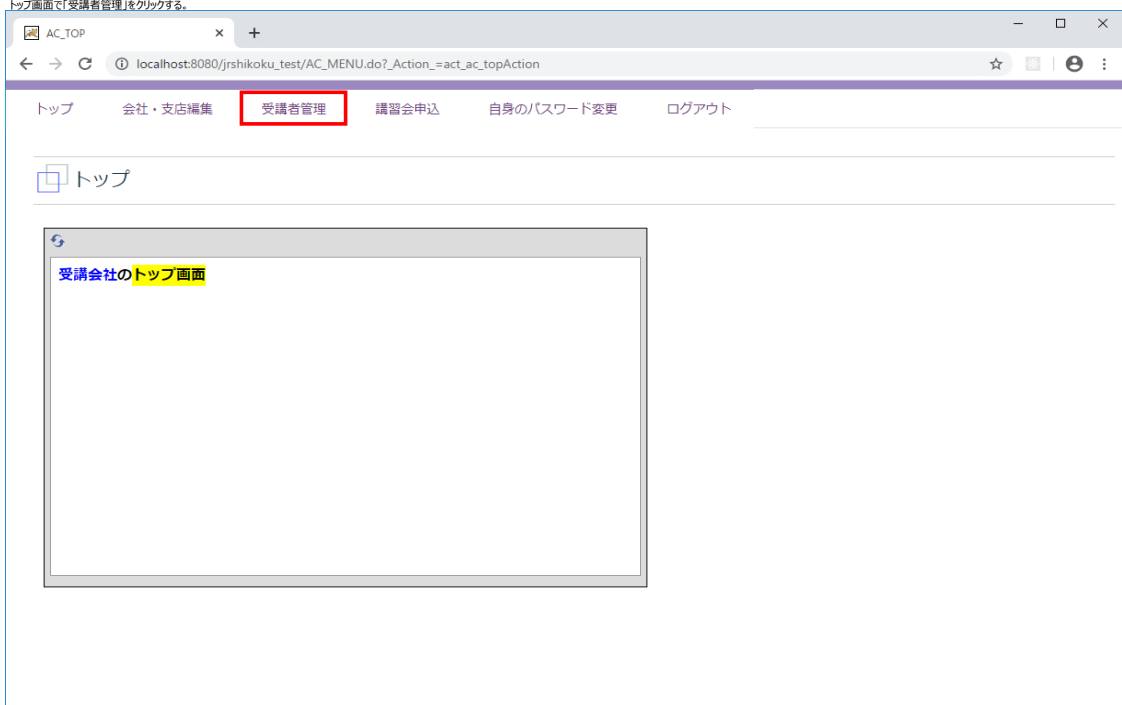 トップ画面で「受講者管理」をクリックする。
AC_TOP
localhost:8080/jrshikoku_test/AC_MENU.do?_Action_=act_ac_topAction
トップ 会社・支店編集 受講者管理 講習会申込 自身のパスワード変更 ログアウト
トップ
受講会社のトップ画面